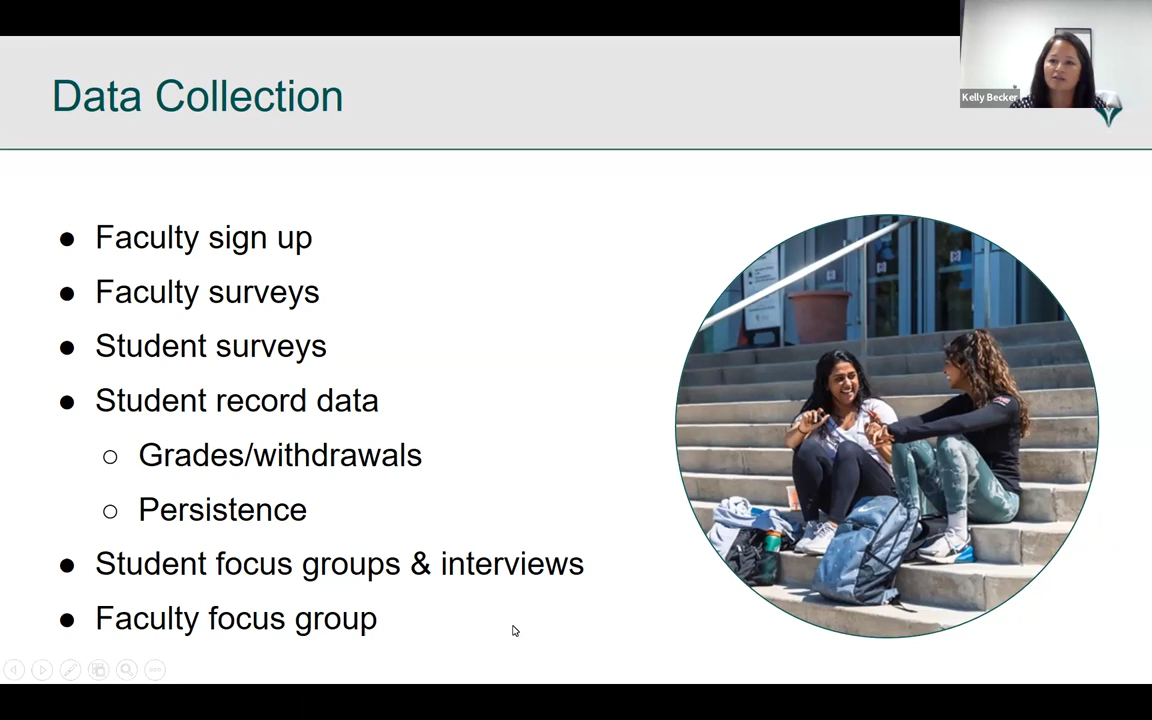 Data Collection
Kelly Becker
● Faculty sign up
● Faculty surveys
● Student surveys
● Student record data
○ Grades/withdrawals
○ Persistence
● Student focus groups & interviews
● Faculty focus group